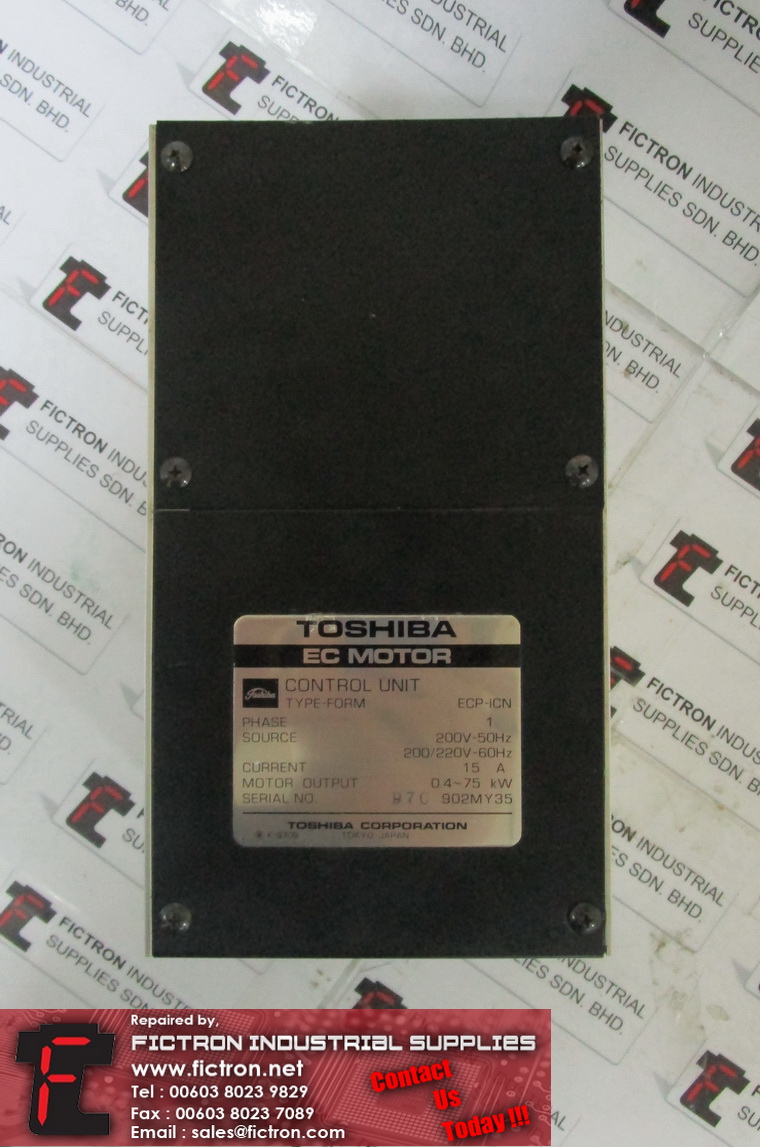 TOSHIBA
EC MOTOR
Toshiba
CONTROL UNIT
TYPE-FORM ECP-ICN
PHASE 1
SOURCE 200V-50Hz
200/220V-60Hz
CURRENT 15 A
MOTOR OUTPUT 0.4~75 kW
SERIAL NO. 902MY35
TOSHIBA CORPORATION
TOKYO JAPAN
FICTRON INDUSTRIAL
SUPPLIES SDN. BHD.
Repaired by,
FICTRON INDUSTRIAL SUPPLIES
www.fictron.net
Tel : 00603 8023 9829
Fax : 00603 8023 7089
Email : sales@fictron.com
Contact
Us
Today !!!